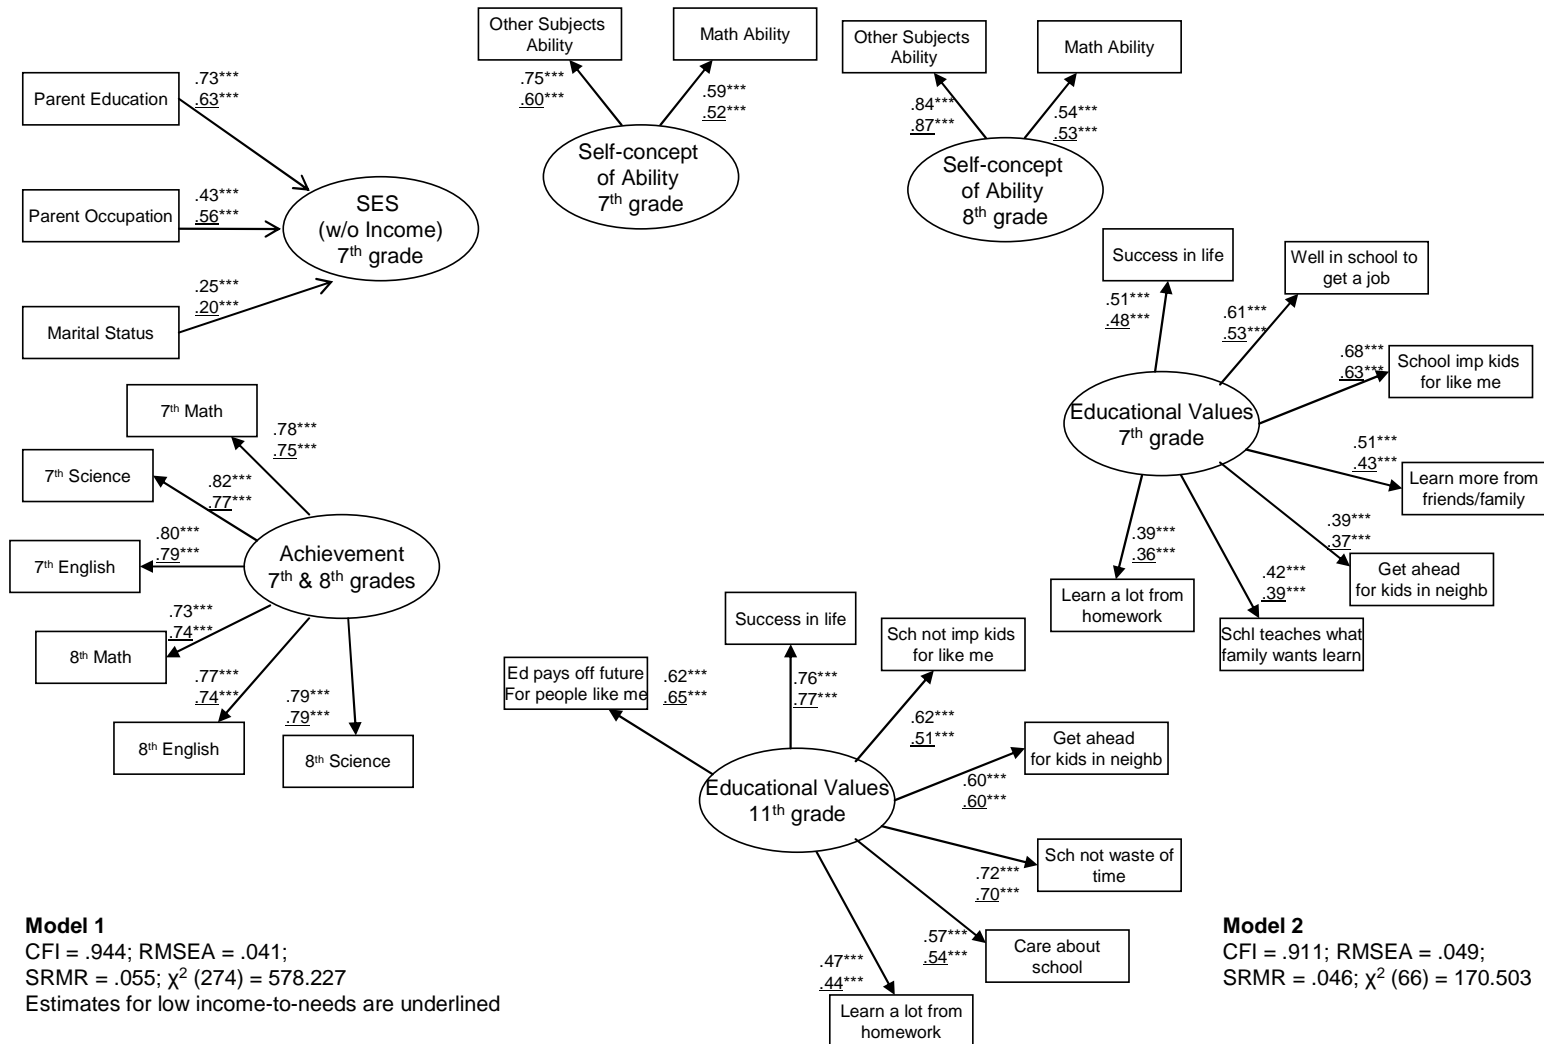 Other Subjects
Ability
Math Ability
.75***
.60***
.59***
.52***
Self-concept
of Ability
7th grade
Other Subjects
Ability
Math Ability
.84***
.87***
.54***
.53***
Self-concept
of Ability
8th grade
Parent Education
.73***
.63***
Parent Occupation
.43***
.56***
Marital Status
.25***
.20***
SES
(w/o Income)
7th grade
Success in life
.51***
.48***
Well in school to
get a job
.61***
.53***
School imp kids
for like me
.68***
.63***
Educational Values
7th grade
Learn more from
friends/family
.51***
.43***
Get ahead
for kids in neighb
.39***
.37***
Schl teaches what
family wants learn
.42***
.39***
Learn a lot from
homework
.39***
.36***
7th Math
.78***
.75***
7th Science
.82***
.77***
7th English
.80***
.79***
Achievement
7th & 8th grades
8th Math
.73***
.74***
8th English
.77***
.74***
8th Science
.79***
.79***
Ed pays off future
For people like me
.62***
.65***
Success in life
.76***
.77***
Sch not imp kids
for like me
.62***
.51***
Educational Values
11th grade
Get ahead
for kids in neighb
.60***
.60***
Sch not waste of
time
.72***
.70***
Care about
school
.57***
.54***
Learn a lot from
homework
.47***
.44***
Model 1
CFI = .944; RMSEA = .041;
SRMR = .055; χ² (274) = 578.227
Estimates for low income-to-needs are underlined
Model 2
CFI = .911; RMSEA = .049;
SRMR = .046; χ² (66) = 170.503